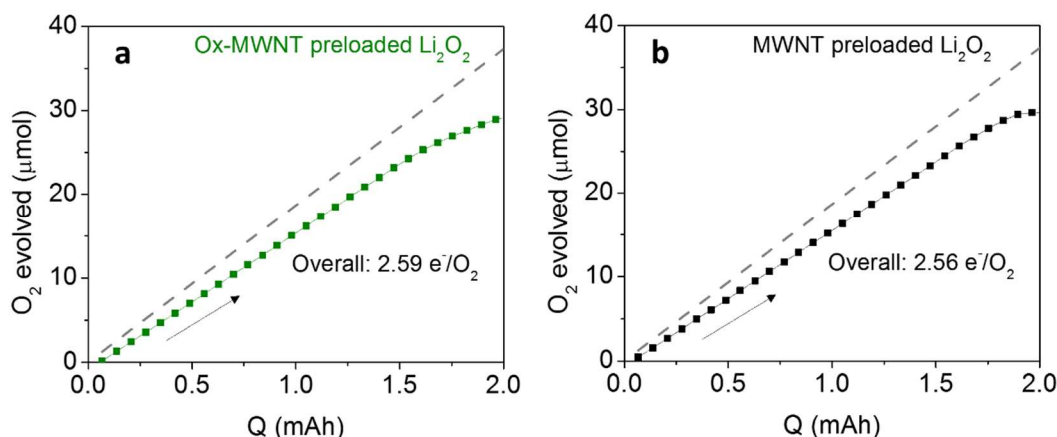 a
Ox-MWNT preloaded Li₂O₂
O₂ evolved (μmol)
40
30
20
10
0
Overall: 2.59 e⁻/O₂
0.0 0.5 1.0 1.5 2.0
Q (mAh)
b
MWNT preloaded Li₂O₂
O₂ evolved (μmol)
40
30
20
10
0
Overall: 2.56 e⁻/O₂
0.0 0.5 1.0 1.5 2.0
Q (mAh)